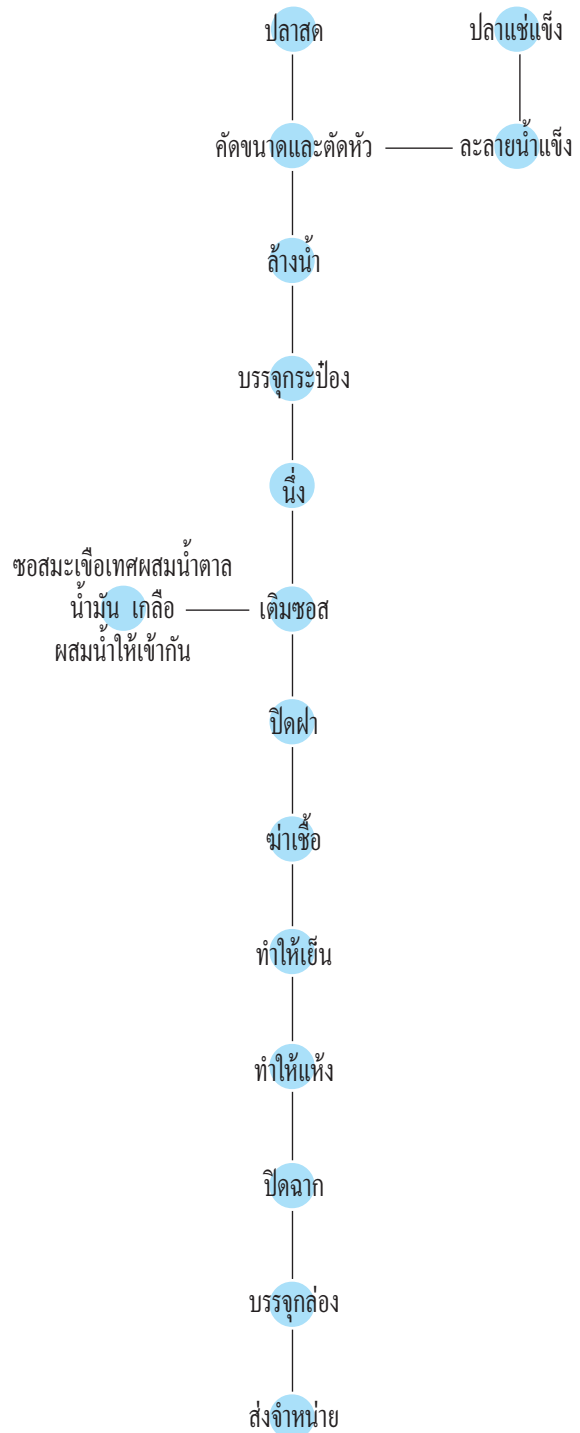 ปลาสด
ปลาแช่แข็ง
คัดขนาดและตัดหัว
ละลายน้ำแข็ง
ล้างน้ำ
บรรจุกระป๋อง
นึ่ง
ซอสมะเขือเทศผสมน้ำตาล
น้ำมัน เกลือ
ผสมน้ำให้เข้ากัน
เติมซอส
ปิดฝา
ฆ่าเชื้อ
ทำให้เย็น
ทำให้แห้ง
ปิดฉาก
บรรจุกล่อง
ส่งจำหน่าย